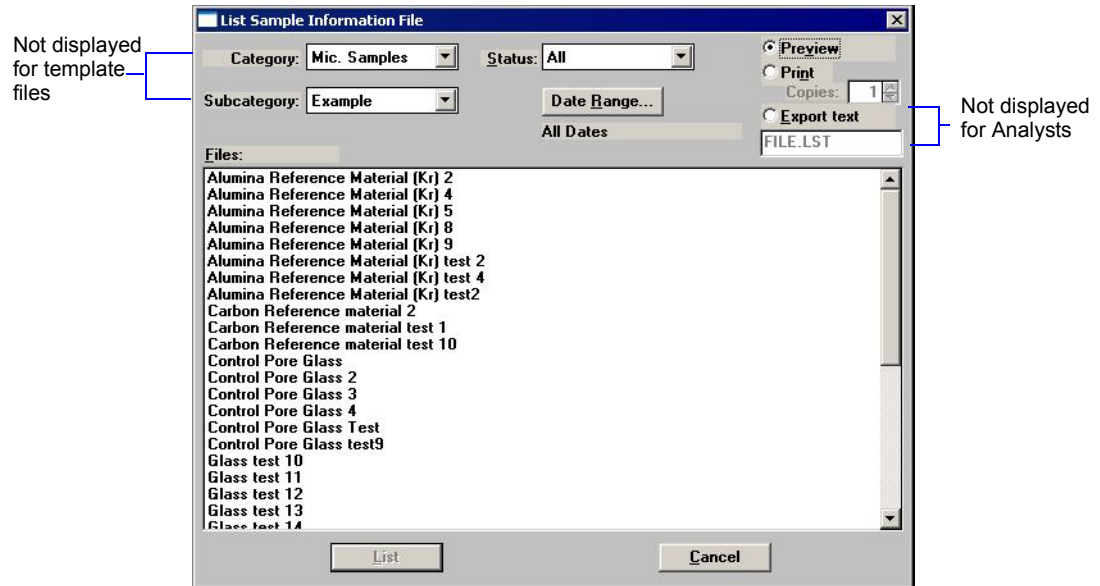 List Sample Information File
Not displayed
for template
files
Category: Mic. Samples
Status: All
Preview
Print
Copies: 1
Subcategory: Example
Date Range...
Export text
All Dates
FILE.LST
Not displayed
for Analysts
Files:
Alumina Reference Material (Kr) 2
Alumina Reference Material (Kr) 4
Alumina Reference Material (Kr) 5
Alumina Reference Material (Kr) 8
Alumina Reference Material (Kr) 9
Alumina Reference Material (Kr) test 2
Alumina Reference Material (Kr) test 4
Alumina Reference Material (Kr) test2
Carbon Reference material 2
Carbon Reference material test 1
Carbon Reference material test 10
Control Pore Glass
Control Pore Glass 2
Control Pore Glass 3
Control Pore Glass 4
Control Pore Glass Test
Control Pore Glass test9
Glass test 10
Glass test 11
Glass test 12
Glass test 13
Glass test 14
List
Cancel